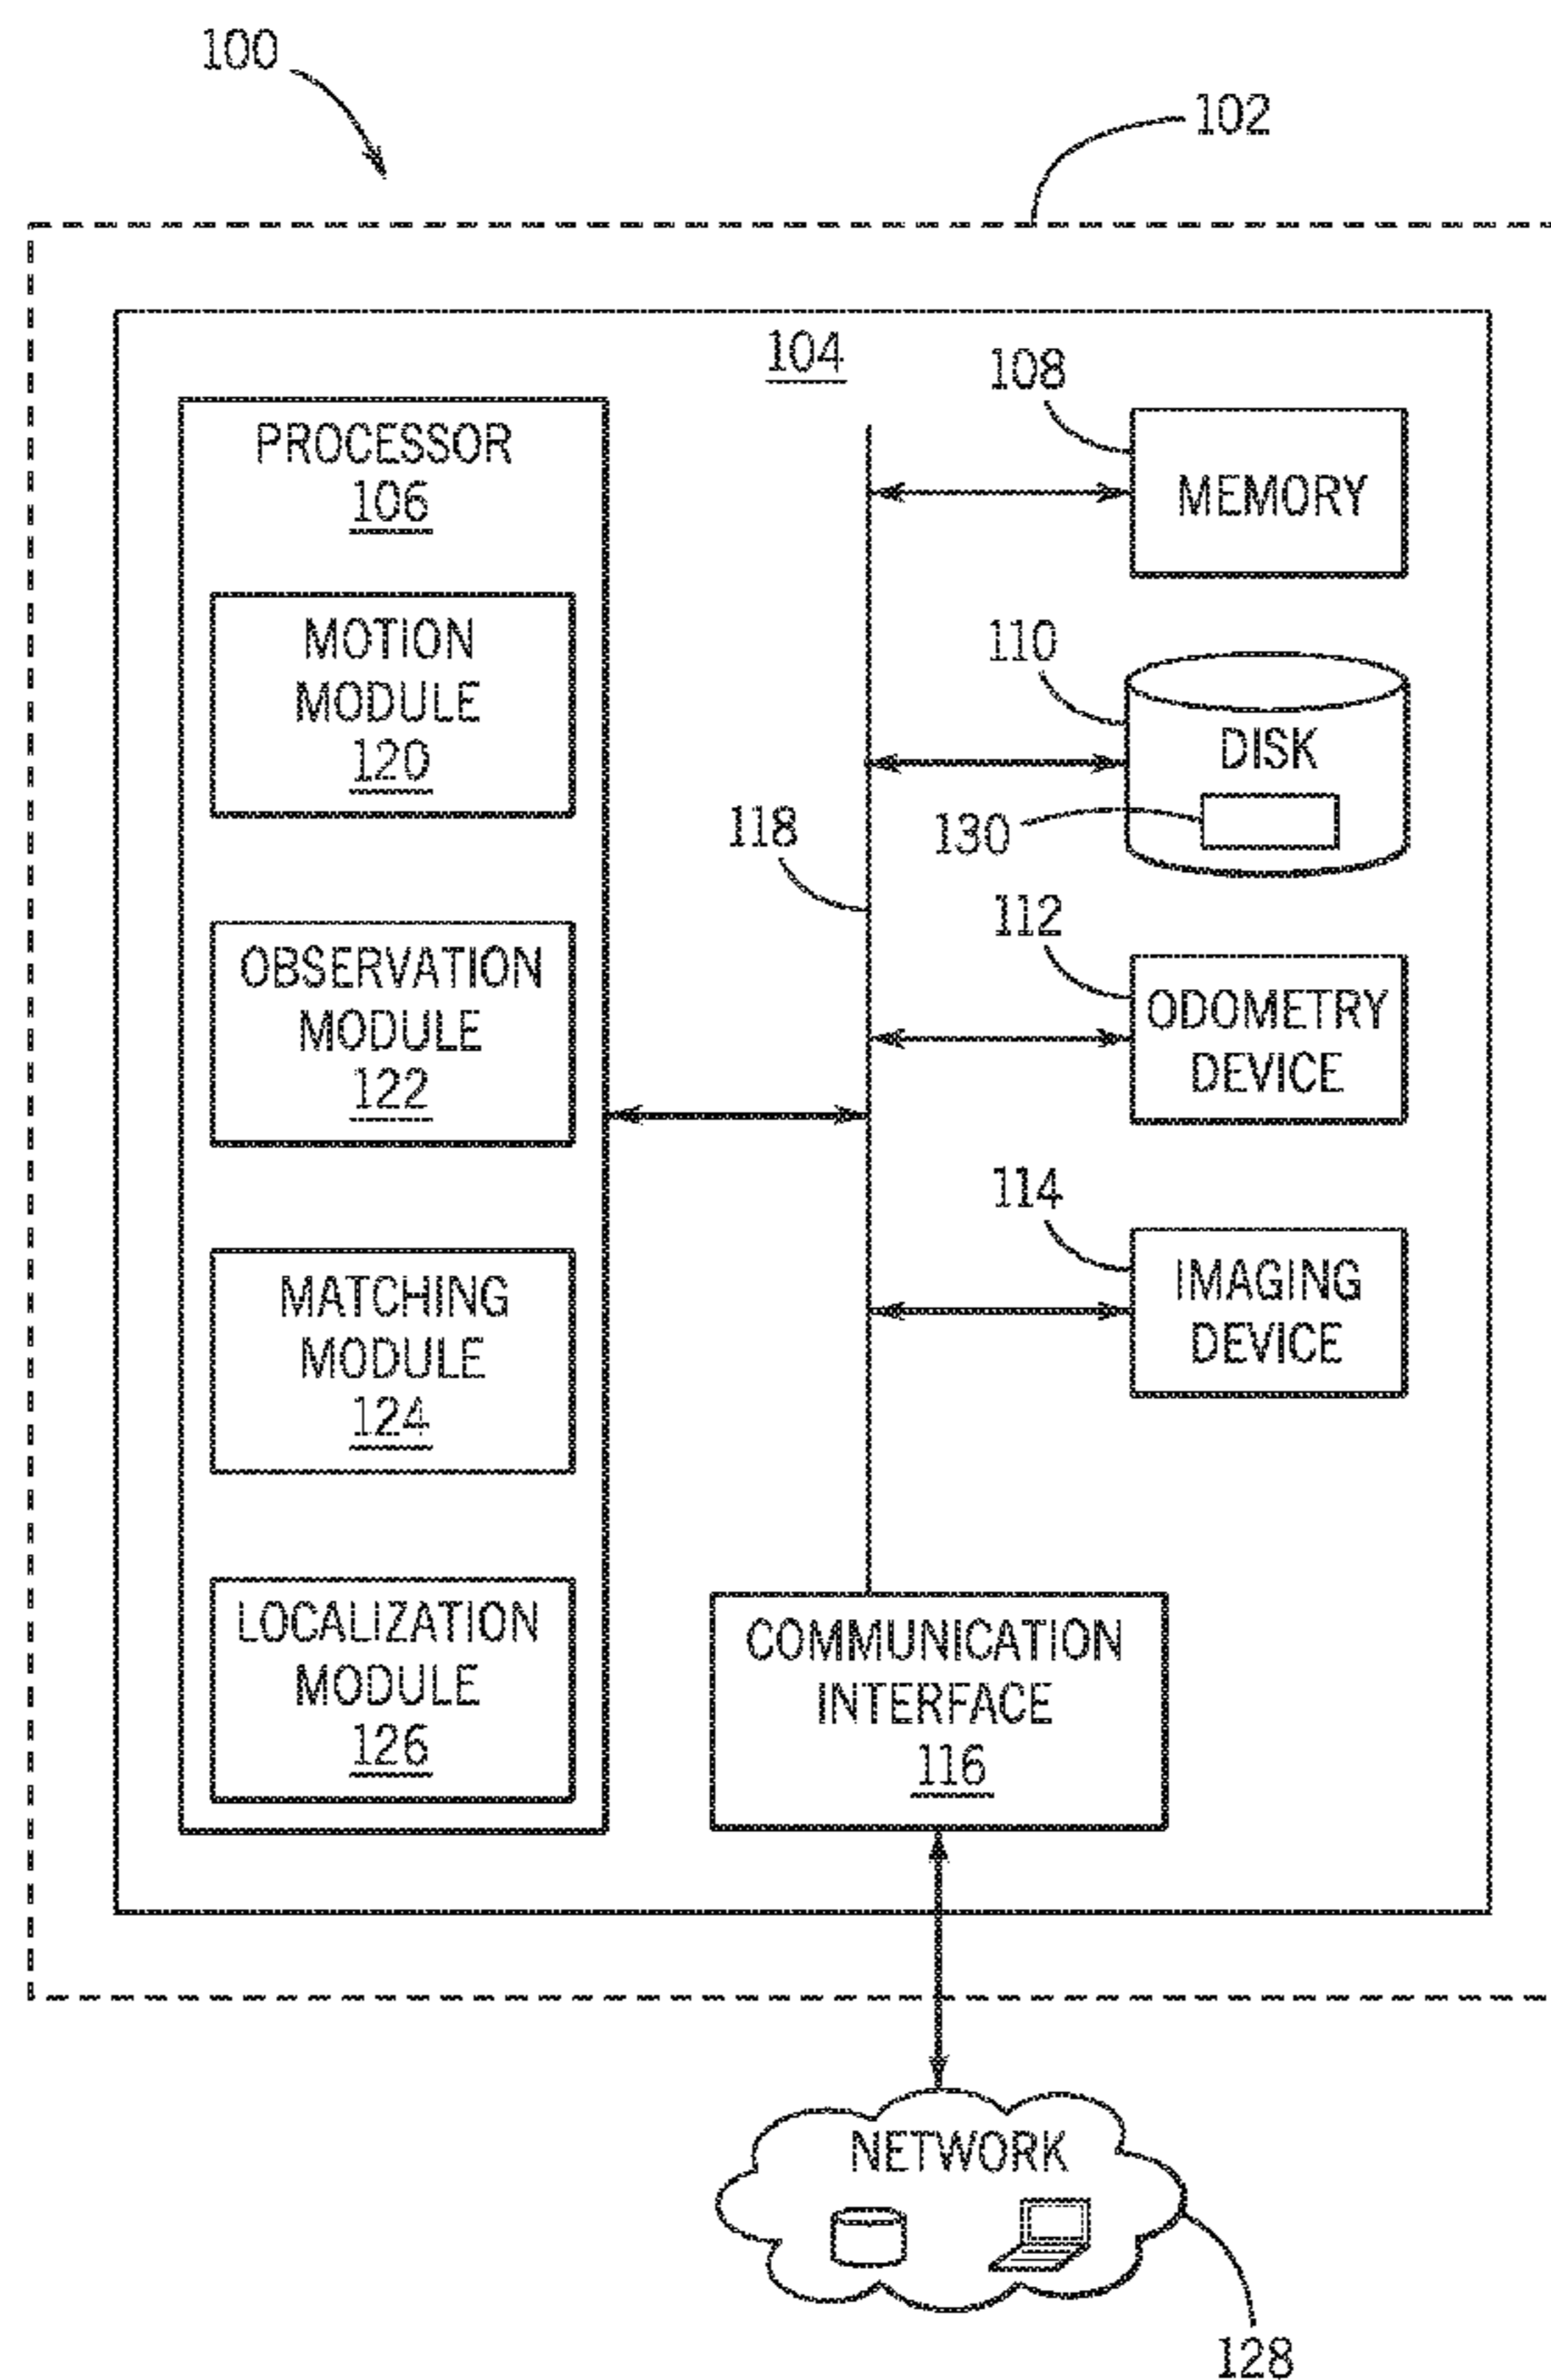 100
102
104
PROCESSOR
106
MOTION
MODULE
120
OBSERVATION
MODULE
122
MATCHING
MODULE
124
LOCALIZATION
MODULE
126
118
108
MEMORY
110
DISK
130
112
ODOMETRY
DEVICE
114
IMAGING
DEVICE
COMMUNICATION
INTERFACE
116
NETWORK
128